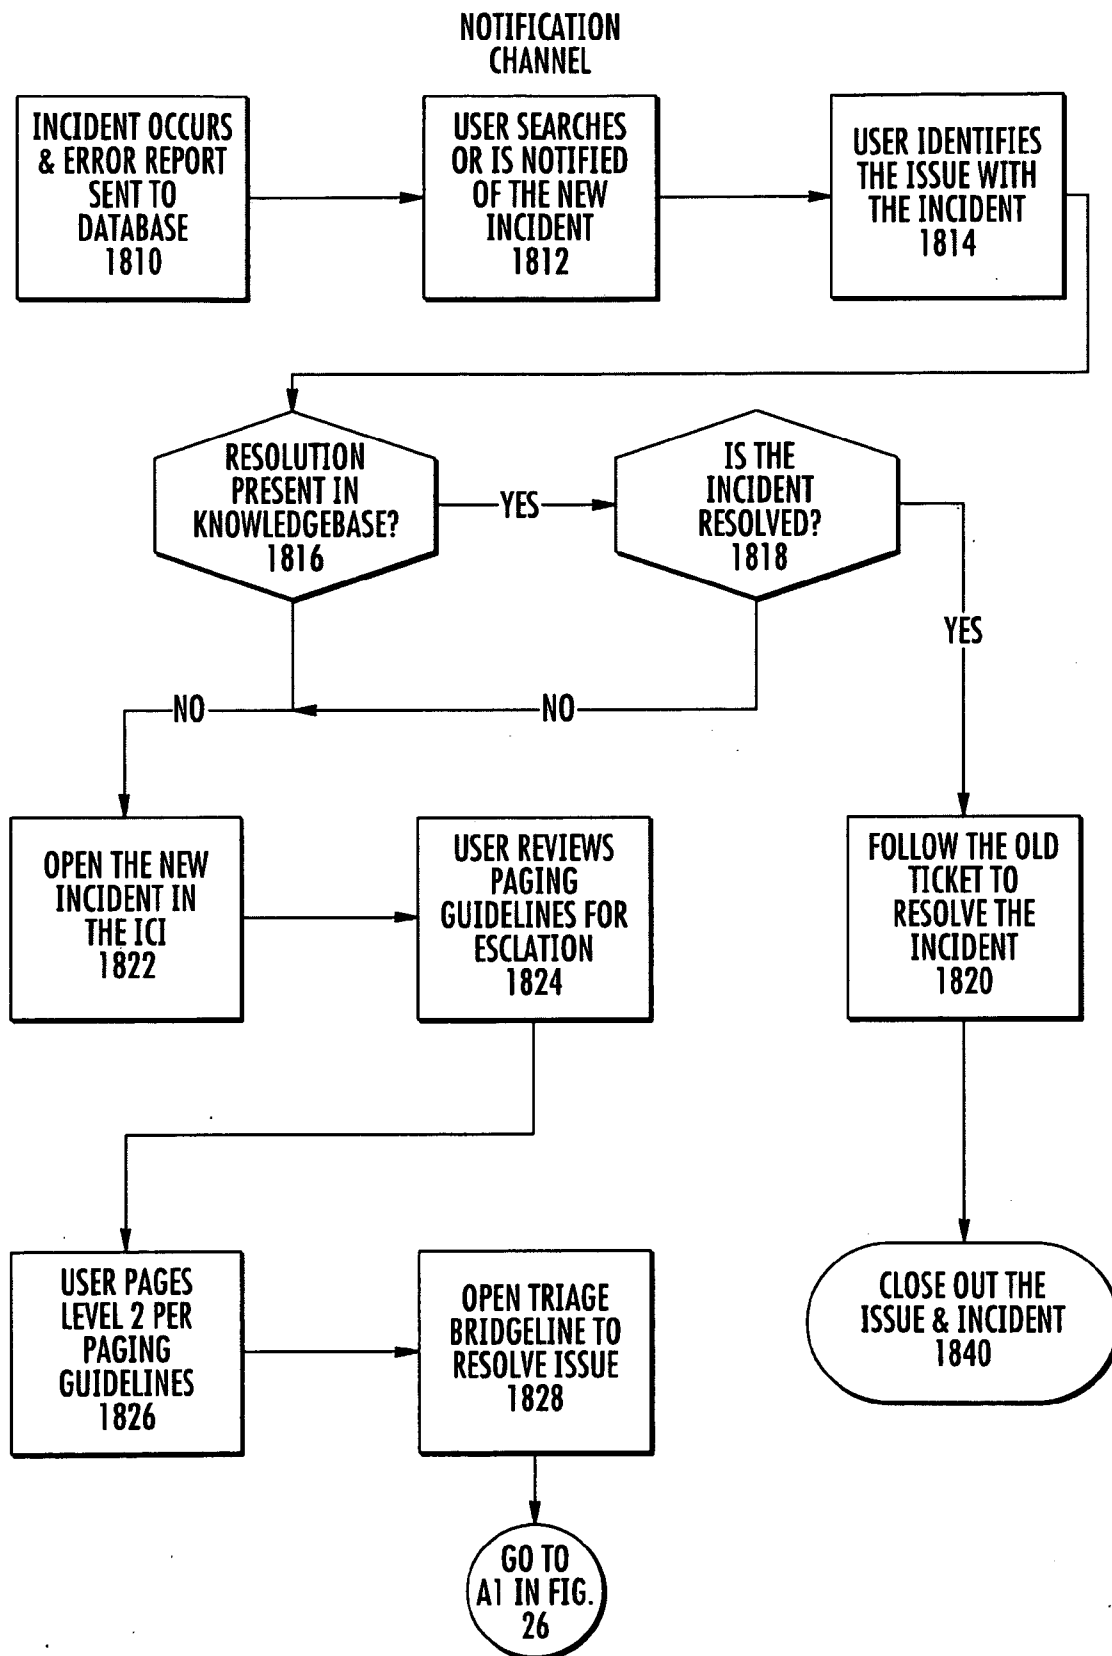 NOTIFICATION
CHANNEL
INCIDENT OCCURS
& ERROR REPORT
SENT TO
DATABASE
1810
USER SEARCHES
OR IS NOTIFIED
OF THE NEW
INCIDENT
1812
USER IDENTIFIES
THE ISSUE WITH
THE INCIDENT
1814
RESOLUTION
PRESENT IN
KNOWLEDGEBASE?
1816
YES
IS THE
INCIDENT
RESOLVED?
1818
YES
NO
NO
OPEN THE NEW
INCIDENT IN
THE ICI
1822
USER REVIEWS
PAGING
GUIDELINES FOR
ESCLATION
1824
FOLLOW THE OLD
TICKET TO
RESOLVE THE
INCIDENT
1820
USER PAGES
LEVEL 2 PER
PAGING
GUIDELINES
1826
OPEN TRIAGE
BRIDGELINE TO
RESOLVE ISSUE
1828
CLOSE OUT THE
ISSUE & INCIDENT
1840
GO TO
A1 IN FIG.
26